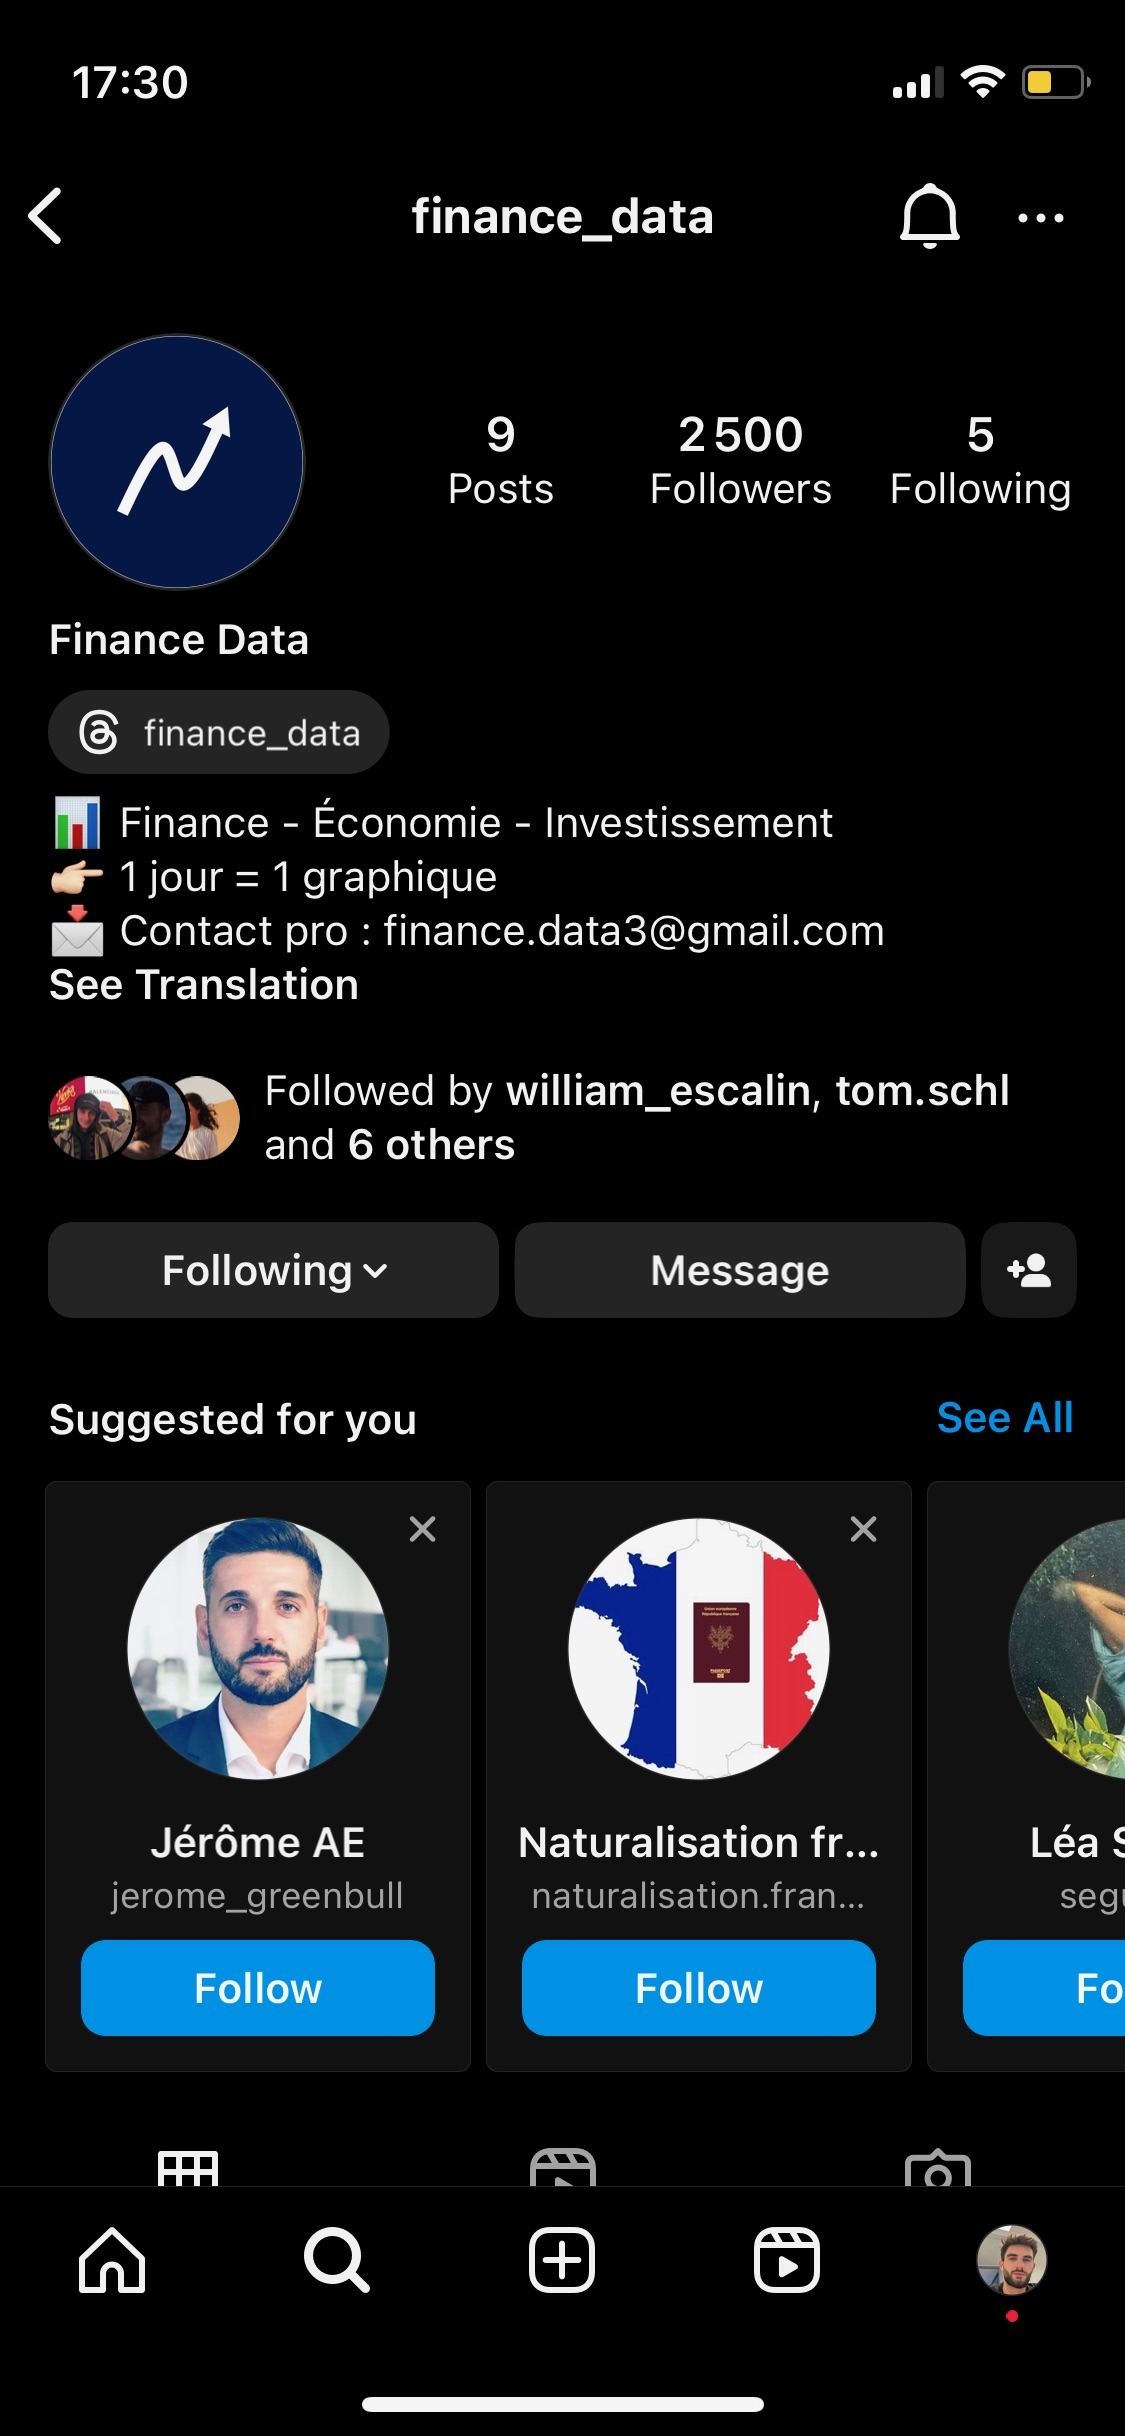 17:30
finance_data
9
Posts
2 500
Followers
5
Following
Finance Data
finance_data
Finance - Économie - Investissement
1 jour = 1 graphique
Contact pro : finance.data3@gmail.com
See Translation
Followed by william_escalin, tom.schl
and 6 others
Following
Message
Suggested for you
See All
Jérôme AE
jerome_greenbull
Follow
Naturalisation fr...
naturalisation.fran...
Follow
Léa S
segu
Fo